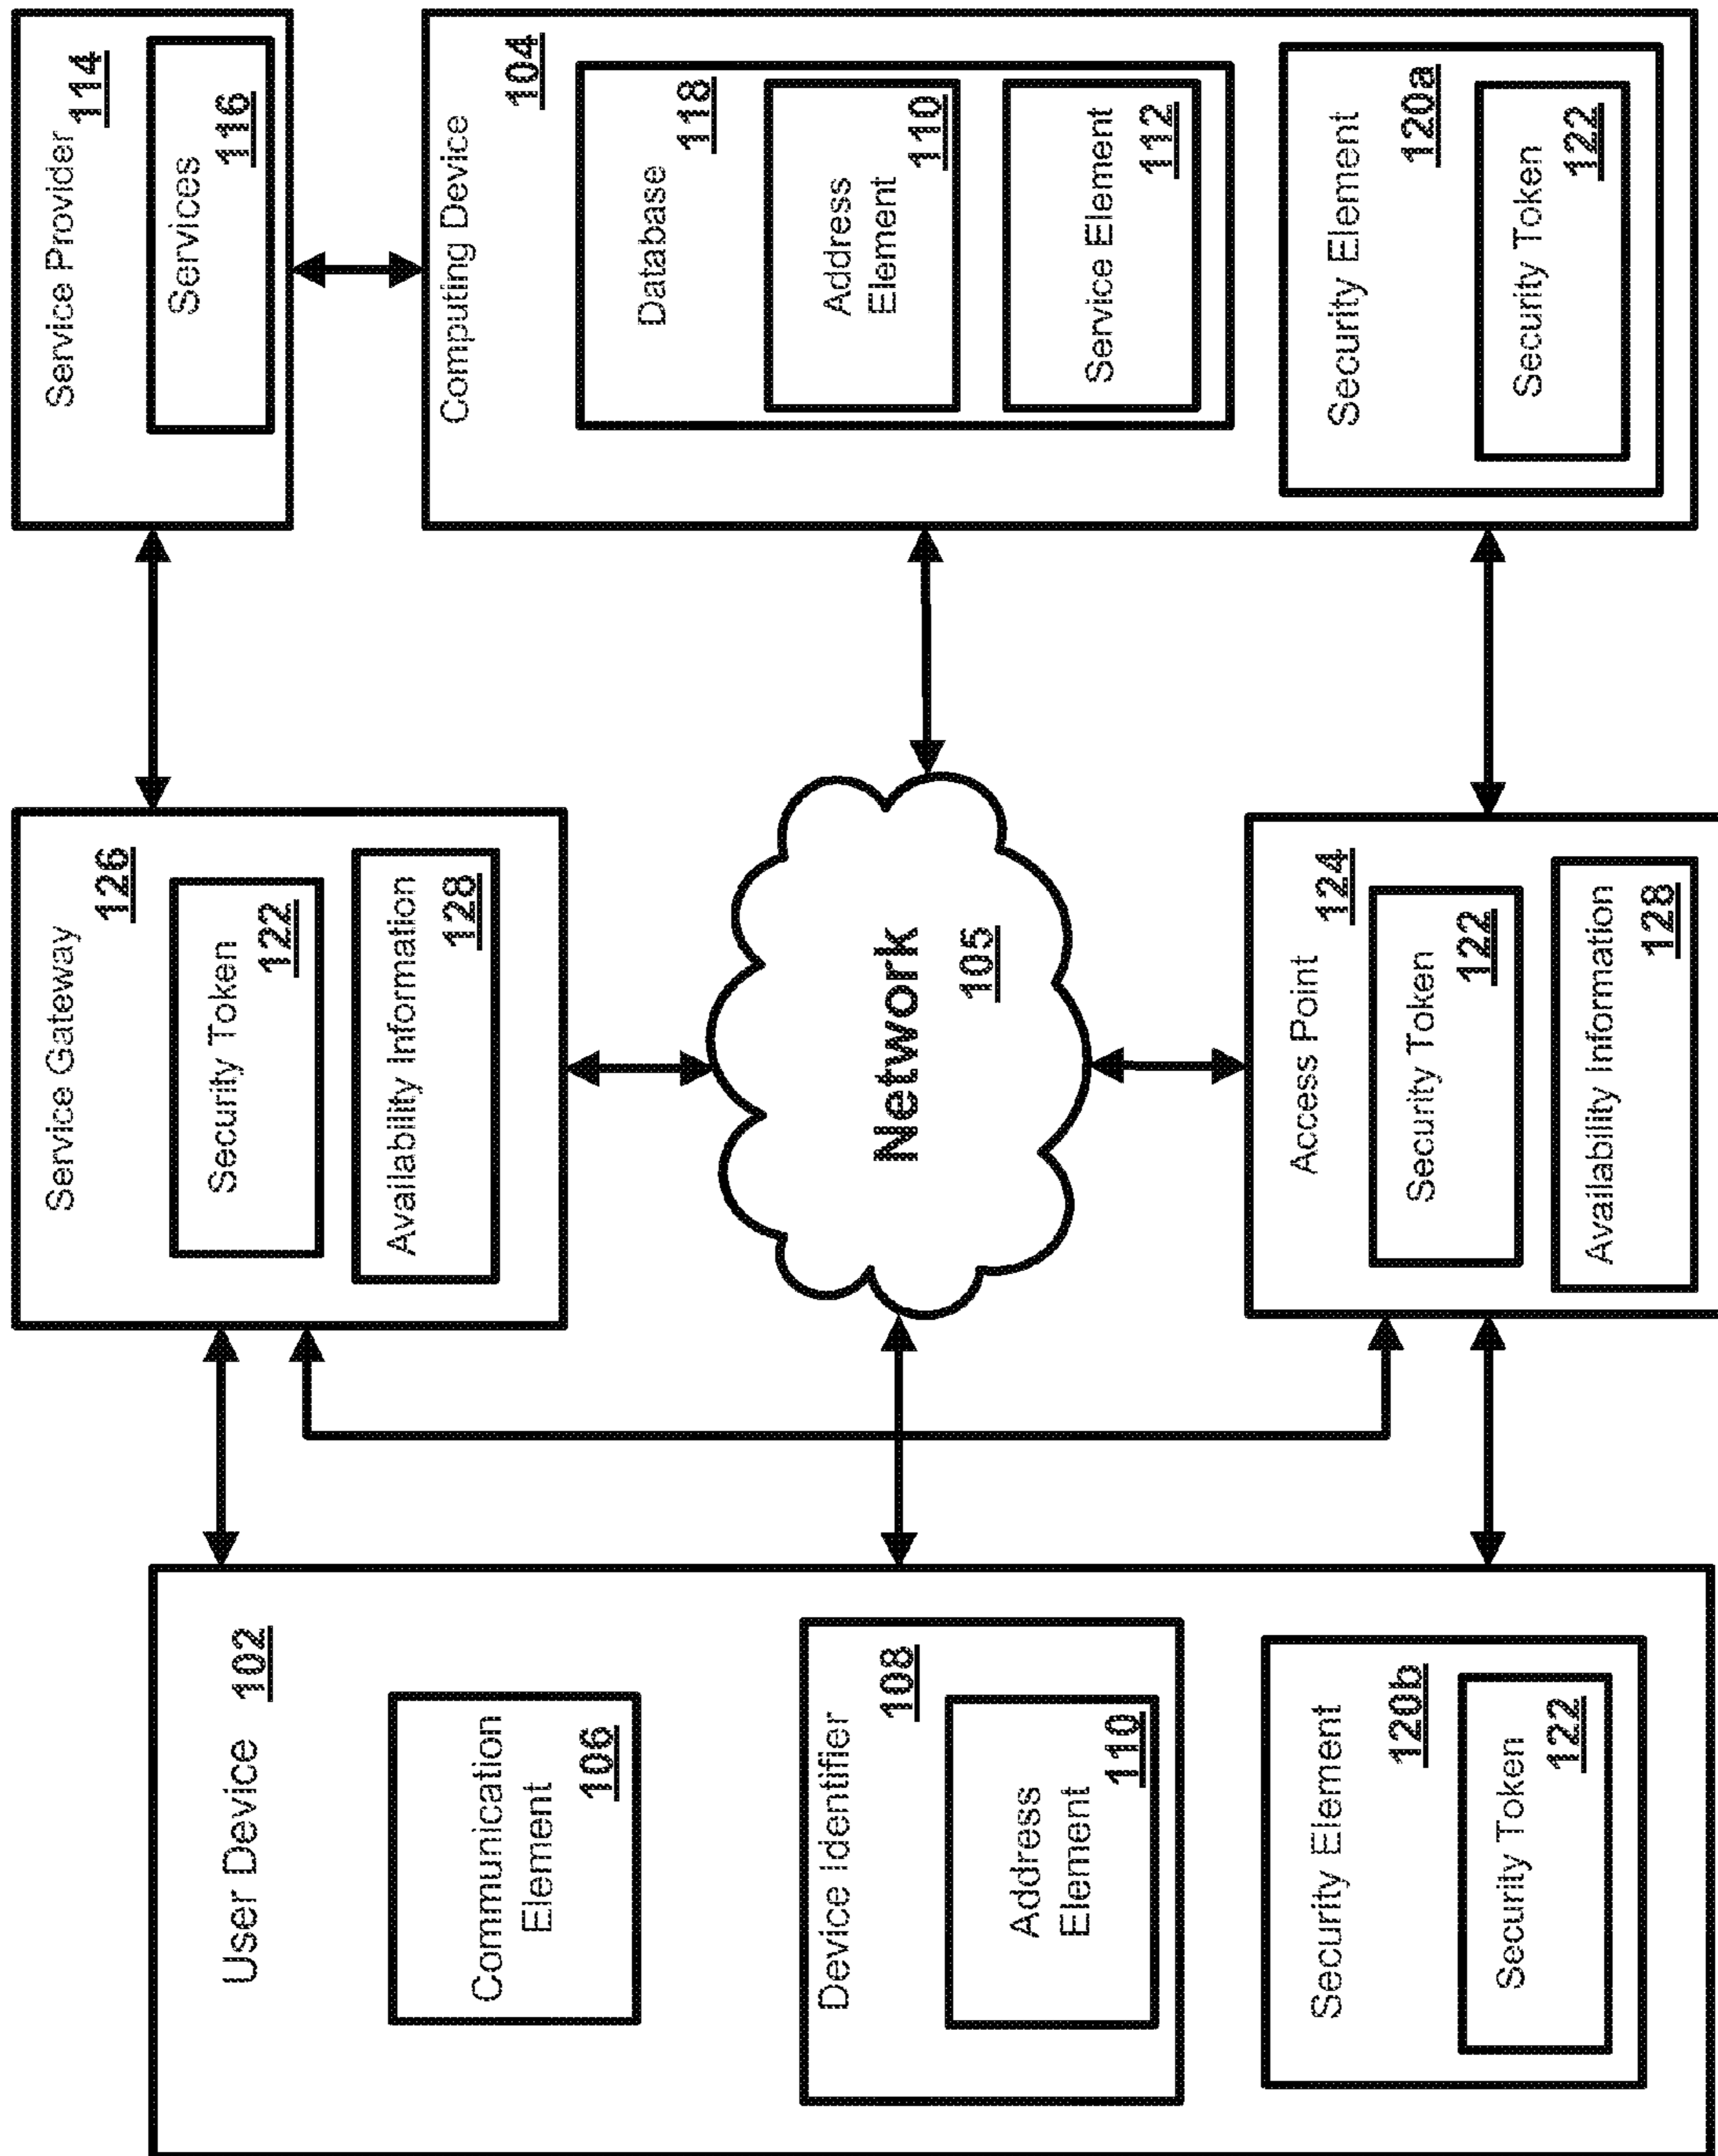 User Device 102
Communication
Element
106
Device Identifier
108
Address
Element
110
Security Element
120b
Security Token
122
Service Gateway
126
Security Token
122
Availability Information
128
Network
105
Access Point
124
Security Token
122
Availability Information
128
Service Provider
114
Services
116
Computing Device
104
Database
118
Address
Element
110
Service Element
112
Security Element
120a
Security Token
122